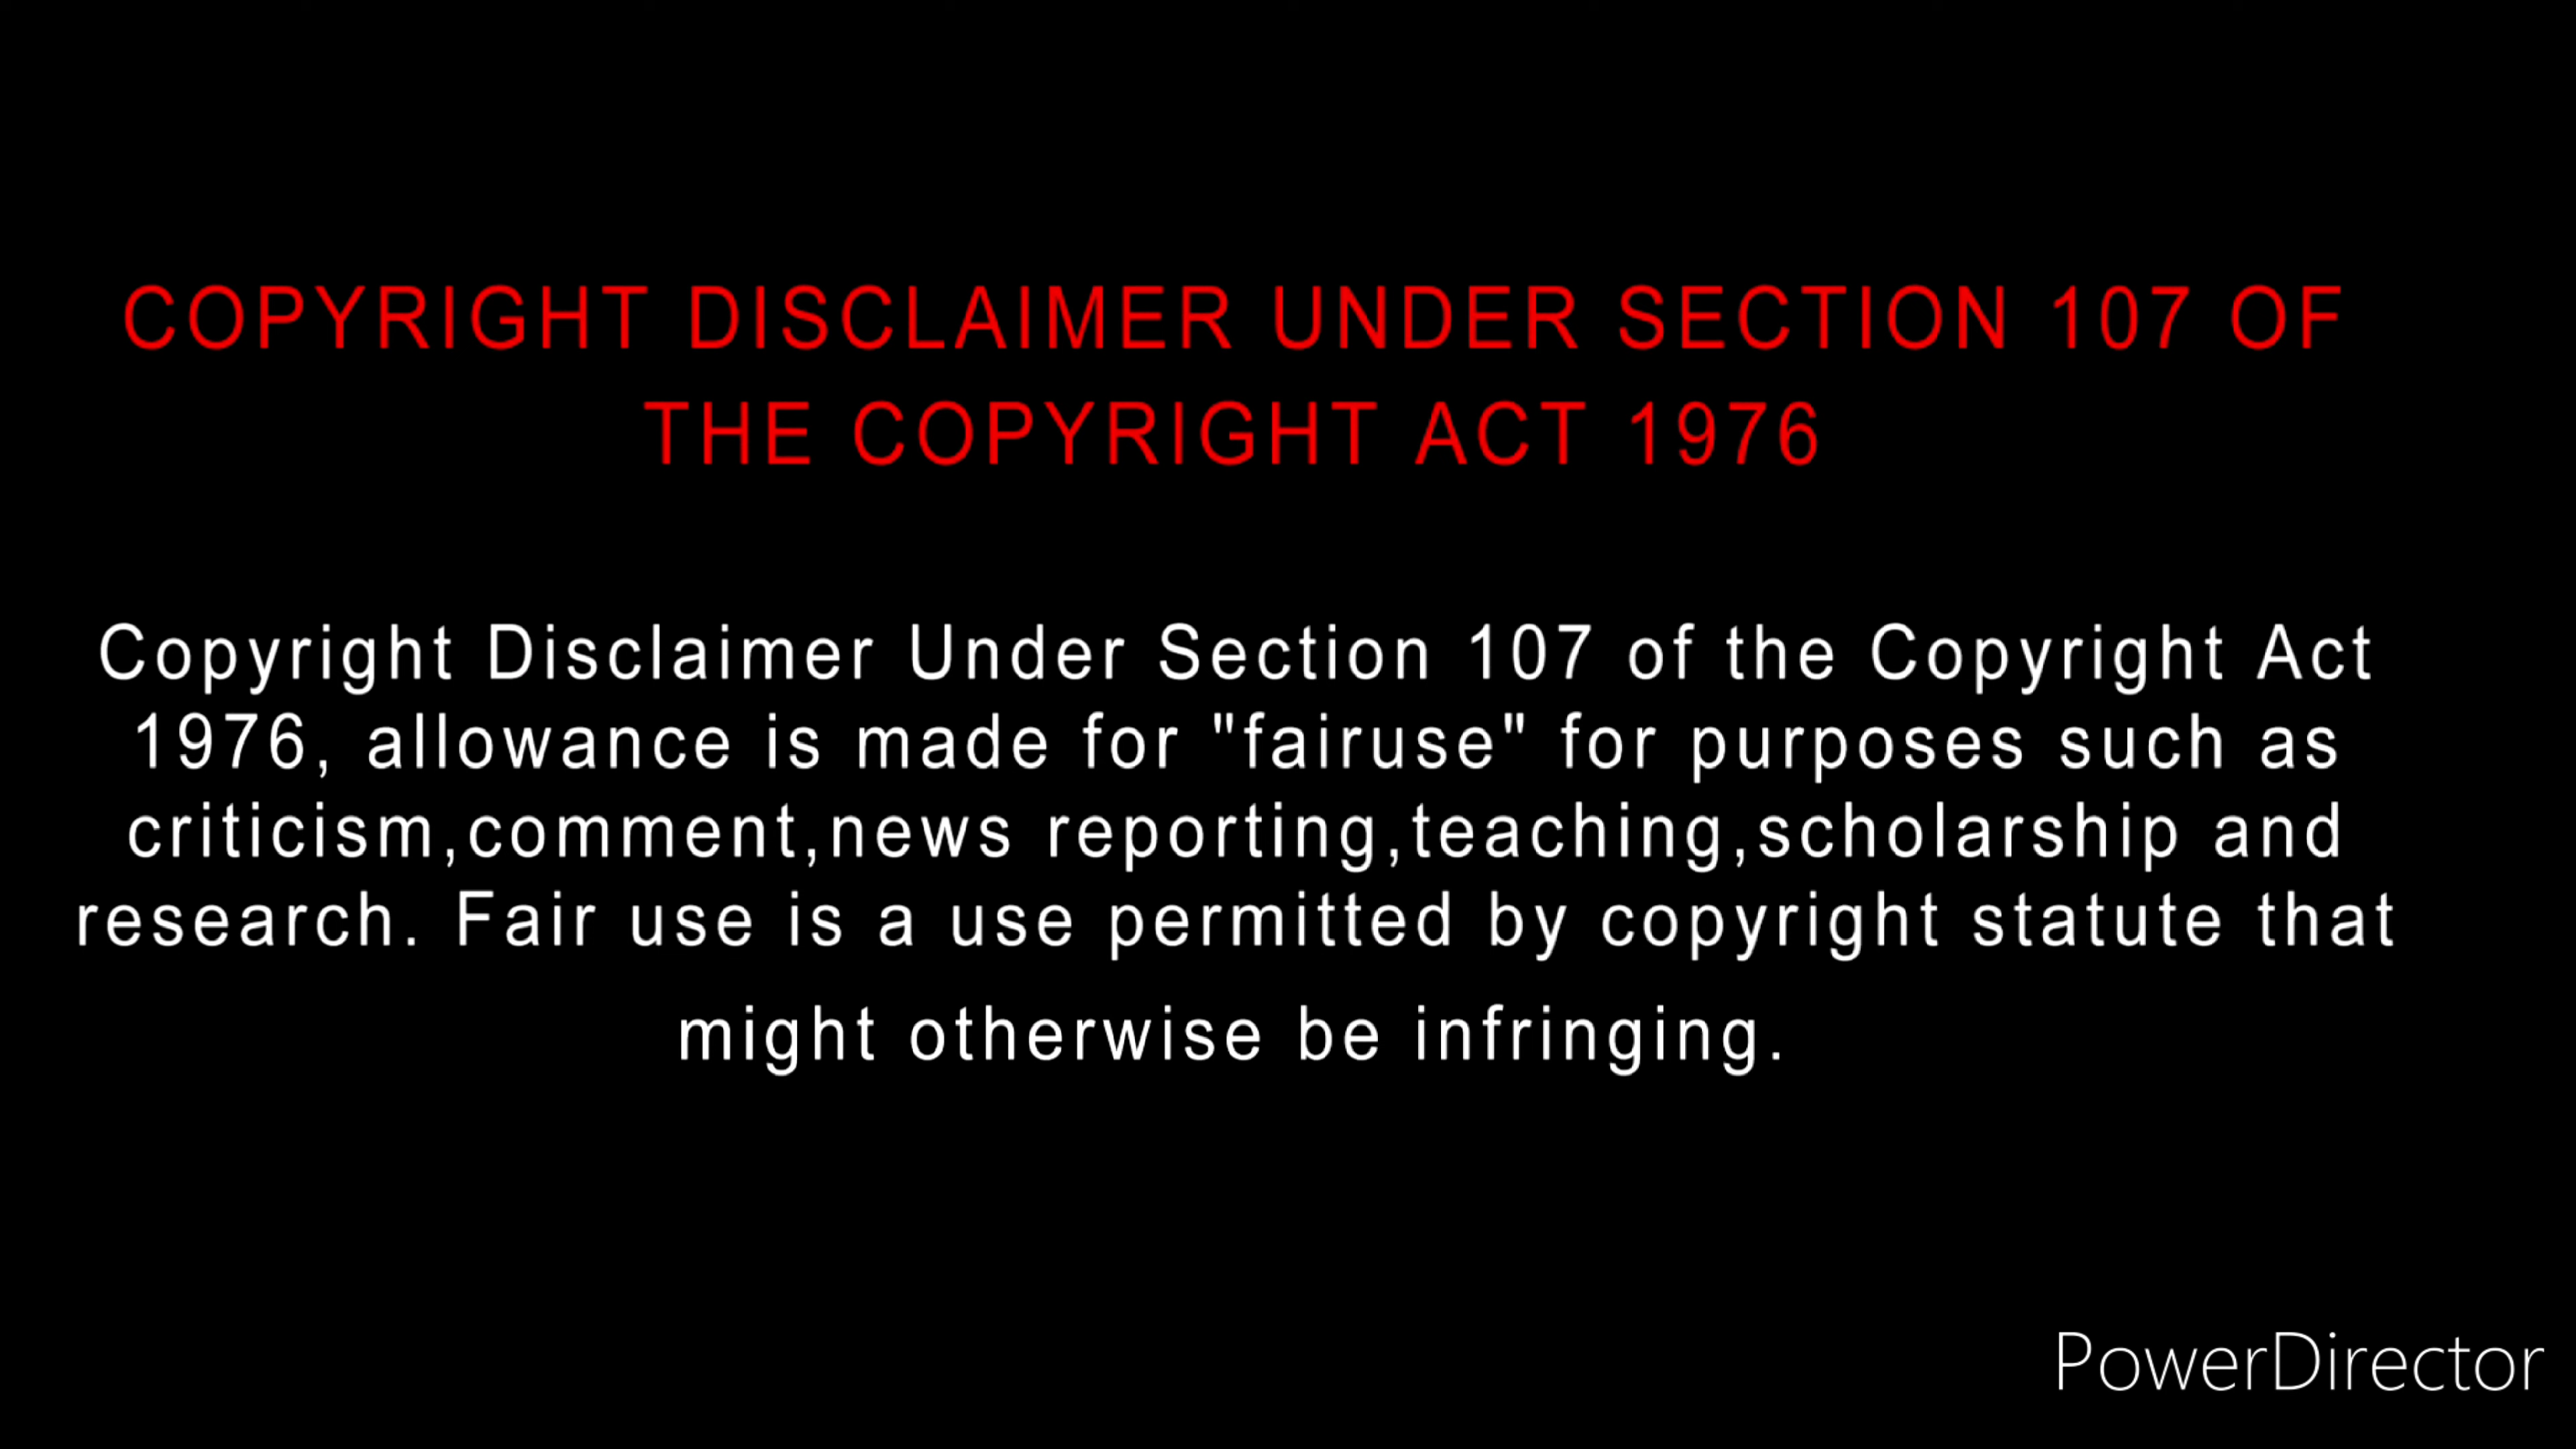 COPYRIGHT DISCLAIMER UNDER SECTION 107 OF
THE COPYRIGHT ACT 1976
Copyright Disclaimer Under Section 107 of the Copyright Act
1976, allowance is made for "fairuse" for purposes such as
criticism,comment,news reporting,teaching,scholarship and
research. Fair use is a use permitted by copyright statute that
might otherwise be infringing.
PowerDirector